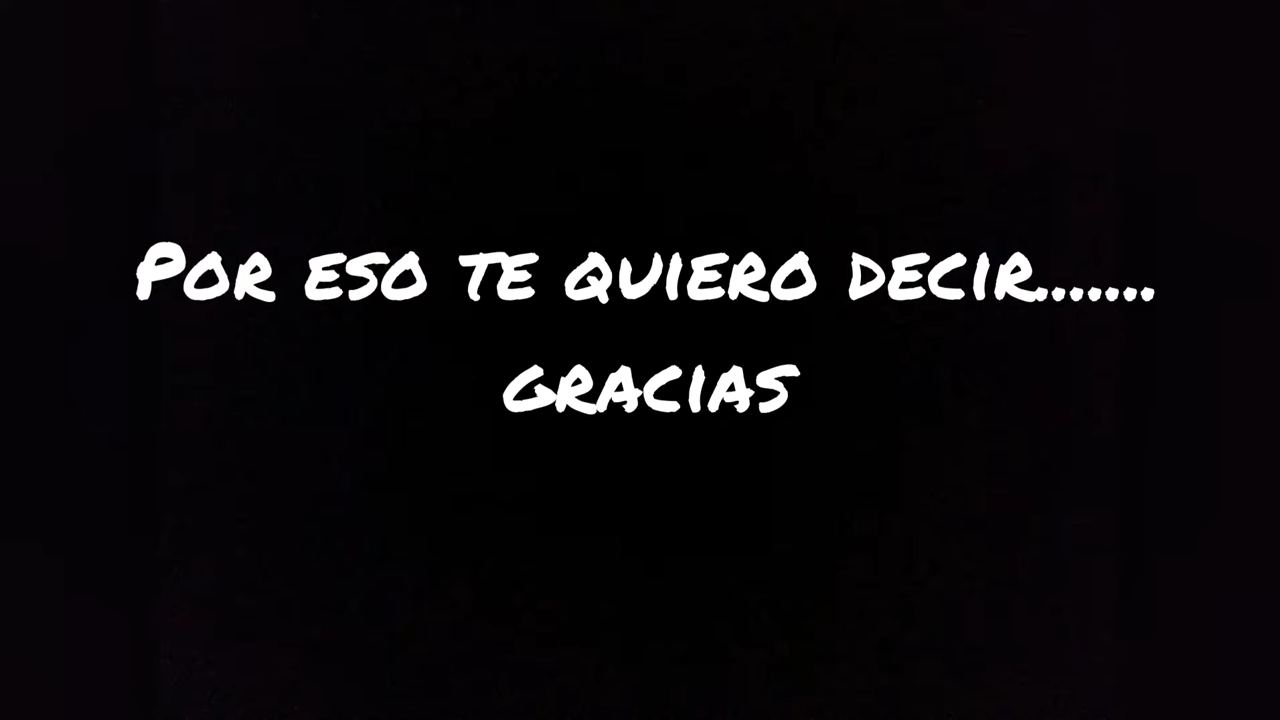 Por eso te quiero decir.......
gracias